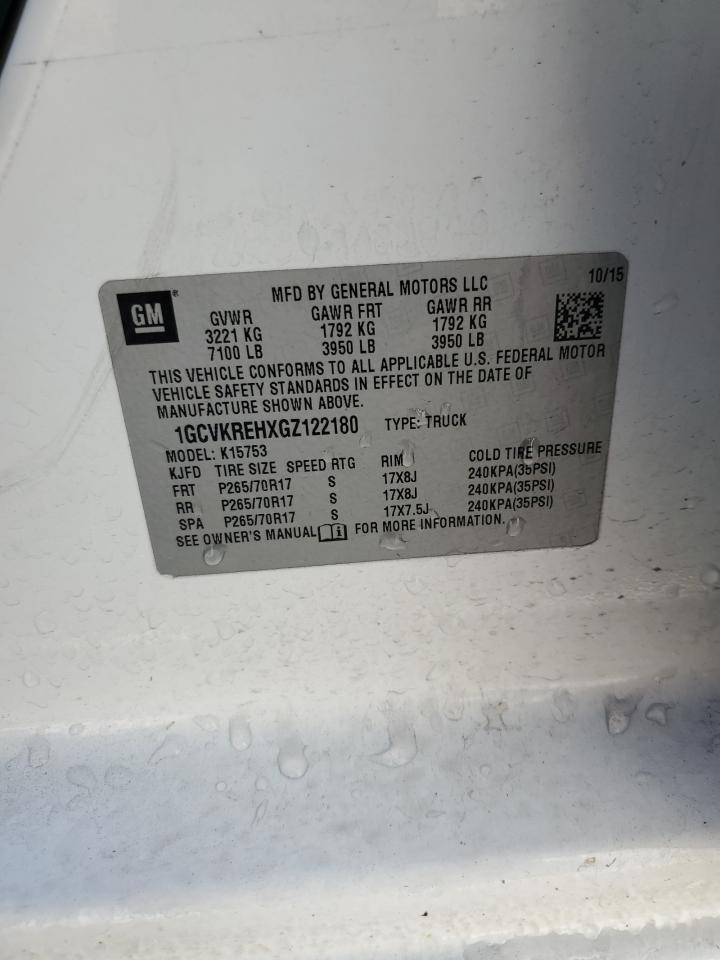 GM®
MFD BY GENERAL MOTORS LLC 10/15
GVWR GAWR FRT GAWR RR
3221 KG 1792 KG 1792 KG
7100 LB 3950 LB 3950 LB
THIS VEHICLE CONFORMS TO ALL APPLICABLE U.S. FEDERAL MOTOR
VEHICLE SAFETY STANDARDS IN EFFECT ON THE DATE OF
MANUFACTURE SHOWN ABOVE.
1GCVKREHXGZ122180 TYPE: TRUCK
MODEL: K15753
KJFD TIRE SIZE SPEED RTG RIM COLD TIRE PRESSURE
FRT P265/70R17 S 17X8J 240KPA(35PSI)
RR P265/70R17 S 17X8J 240KPA(35PSI)
SPA P265/70R17 S 17X7.5J 240KPA(35PSI)
SEE OWNER'S MANUAL i FOR MORE INFORMATION.